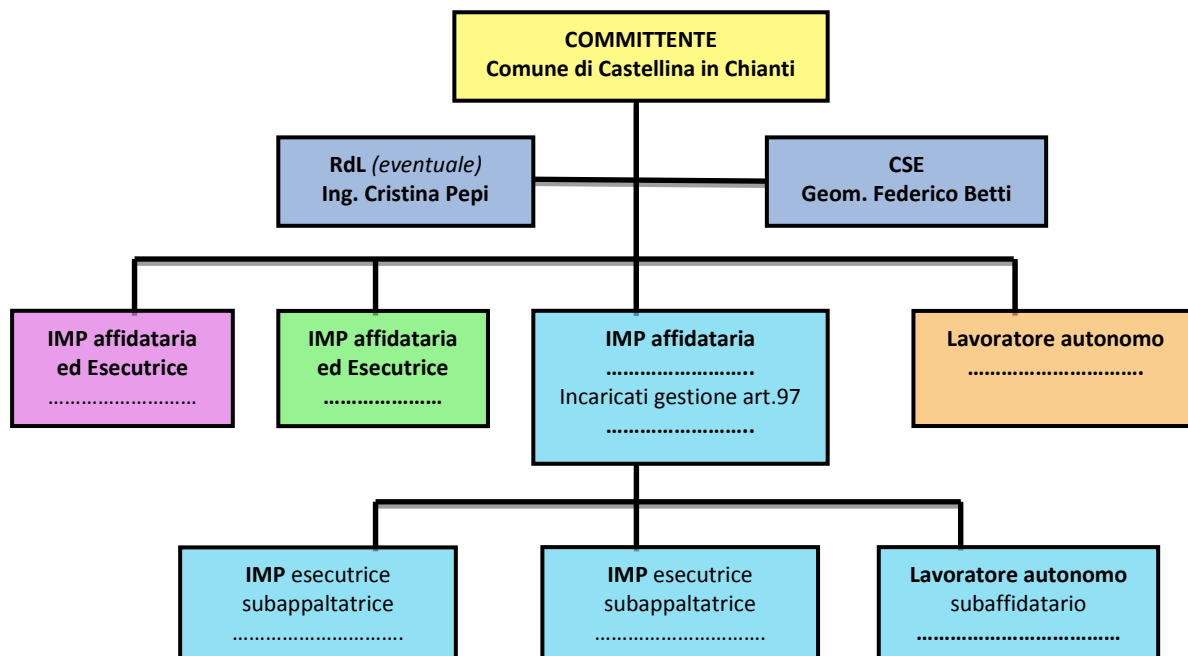 COMMITTENTE
Comune di Castellina in Chianti
RdL (eventuale)
Ing. Cristina Pepi
CSE
Geom. Federico Betti
IMP affidataria
ed Esecutrice
………………………
IMP affidataria
ed Esecutrice
…………………
IMP affidataria
……………………..
Incaricati gestione art.97
……………………..
Lavoratore autonomo
………………………….
IMP esecutrice
subappaltatrice
………………………….
IMP esecutrice
subappaltatrice
………………………….
Lavoratore autonomo
subaffidatario
………………………………